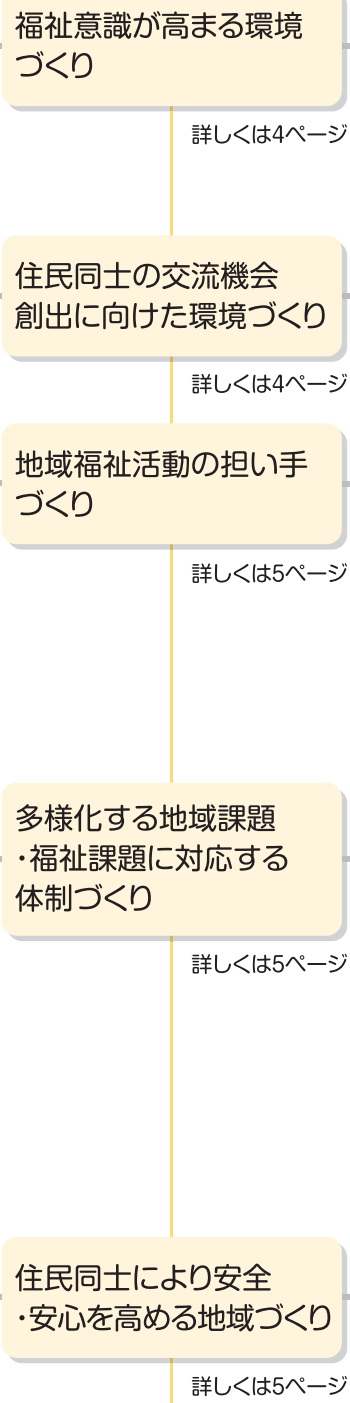 福祉意識が高まる環境
づくり
詳しくは4ページ
住民同士の交流機会
創出に向けた環境づくり
詳しくは4ページ
地域福祉活動の担い手
づくり
詳しくは5ページ
多様化する地域課題
・福祉課題に対応する
体制づくり
詳しくは5ページ
住民同士により安全
・安心を高める地域づくり
詳しくは5ページ